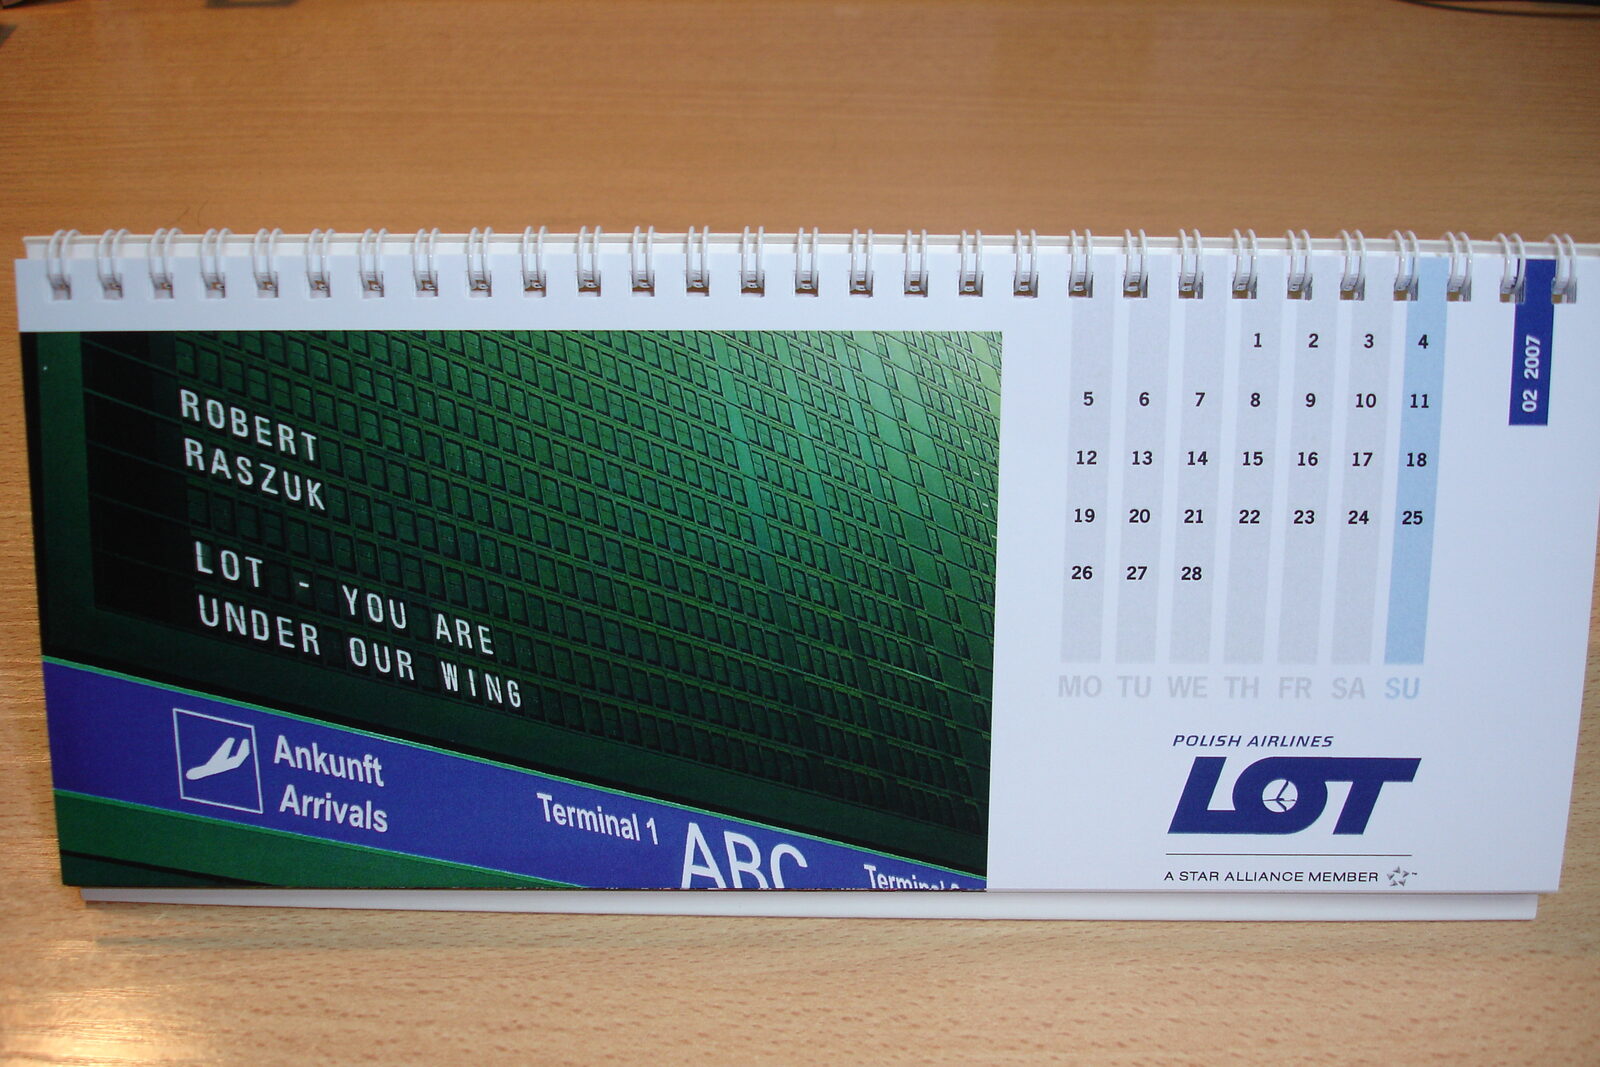 ROBERT
RASZUK
LOT - YOU ARE
UNDER OUR WING
Ankunft
Arrivals
Terminal 1
ABC
Terminal
02 2007
1 2 3 4
5 6 7 8 9 10 11
12 13 14 15 16 17 18
19 20 21 22 23 24 25
26 27 28
MO TU WE TH FR SA SU
POLISH AIRLINES
LOT
A STAR ALLIANCE MEMBER